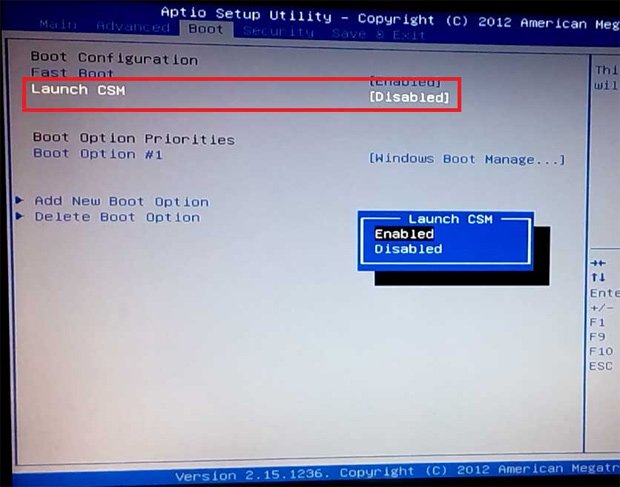 Aptio Setup Utility - Copyright (C) 2012 American Megat
Main Advanced Boot Security Save & Exit
Boot Configuration
Fast Boot [Enabled]
Launch CSM [Disabled]
Boot Option Priorities
Boot Option #1 [Windows Boot Manage...]
Add New Boot Option
Delete Boot Option
Launch CSM
Enabled
Disabled
Thi
wil
Ente
+/-
F1
F9
F10
ESC
Version 2.15.1236. Copyright (C) 2012 American Megatr